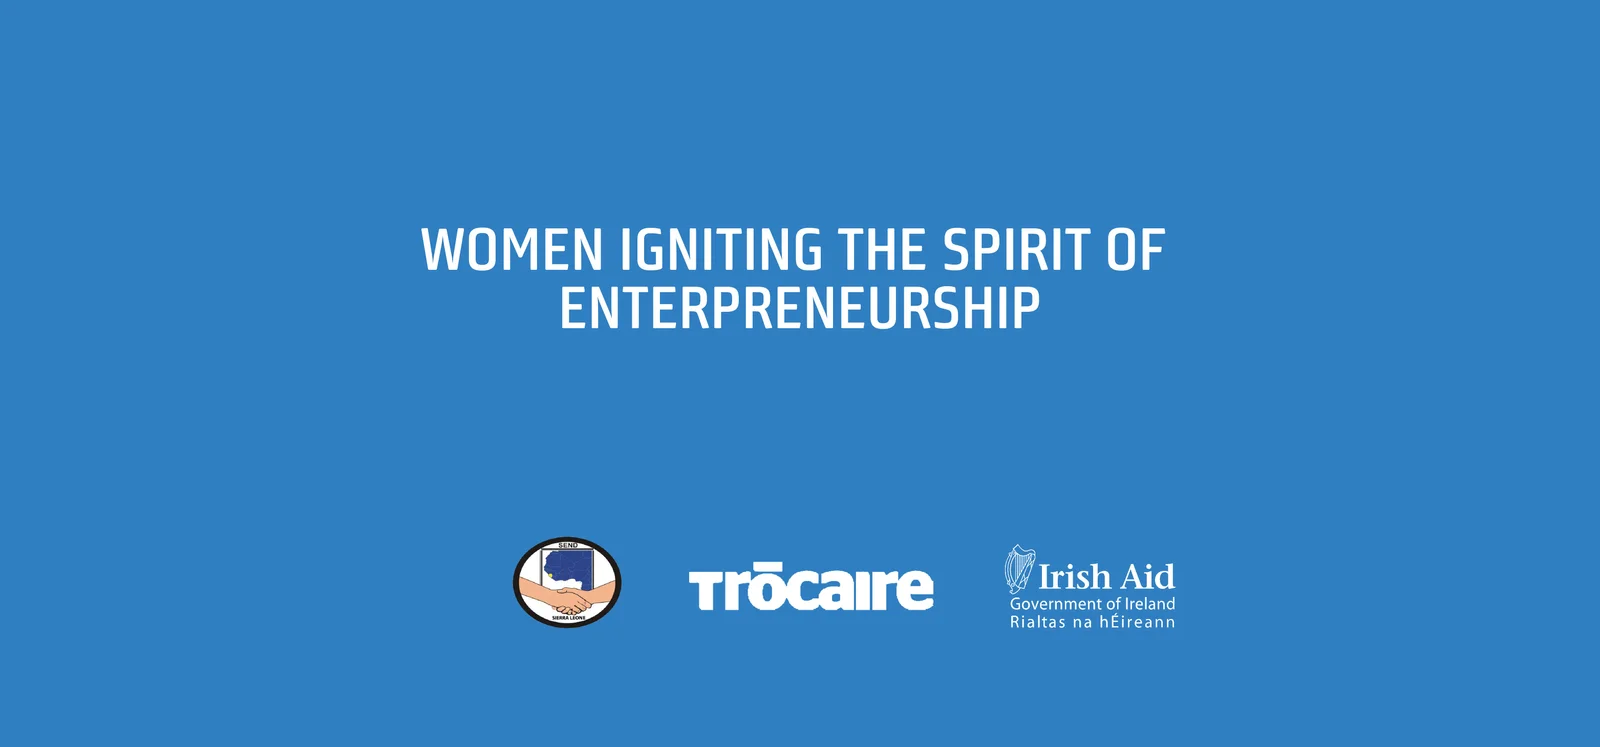 WOMEN IGNITING THE SPIRIT OF
ENTERPRENEURSHIP
SEND
SIERRA LEONE
Trōcaire
Irish Aid
Government of Ireland
Rialtas na hÉireann